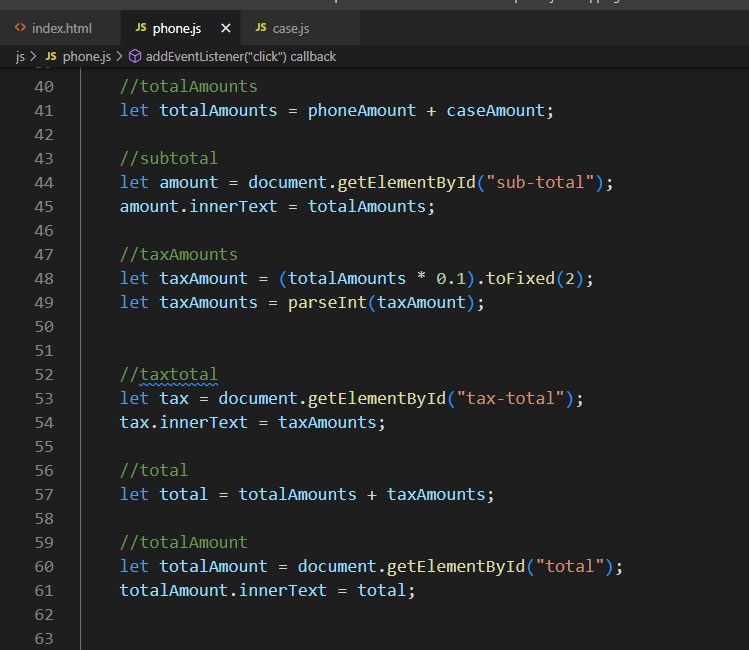 index.html JS phone.js JS case.js
js > JS phone.js > addEventListener("click") callback
40 //totalAmounts
41 let totalAmounts = phoneAmount + caseAmount;
42
43 //subtotal
44 let amount = document.getElementById("sub-total");
45 amount.innerText = totalAmounts;
46
47 //taxAmounts
48 let taxAmount = (totalAmounts * 0.1).toFixed(2);
49 let taxAmounts = parseInt(taxAmount);
50
51
52 //taxtotal
53 let tax = document.getElementById("tax-total");
54 tax.innerText = taxAmounts;
55
56 //total
57 let total = totalAmounts + taxAmounts;
58
59 //totalAmount
60 let totalAmount = document.getElementById("total");
61 totalAmount.innerText = total;
62
63